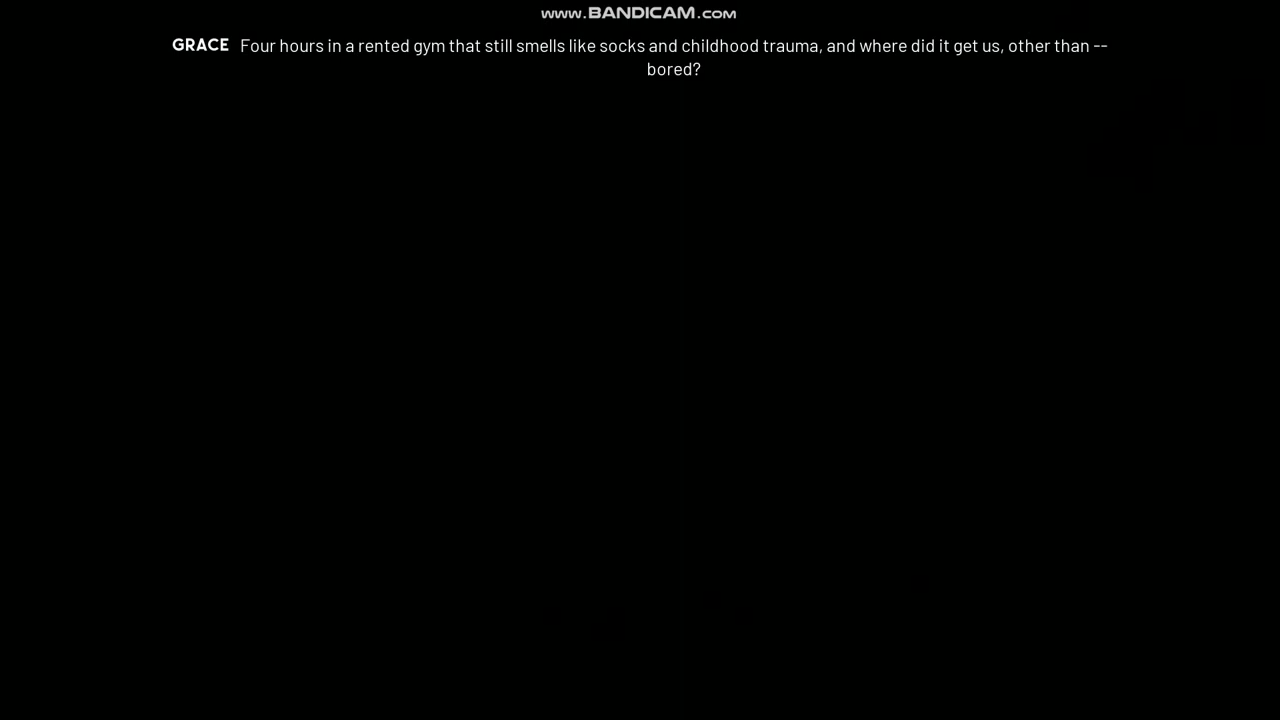 www.BANDICAM.com
GRACE Four hours in a rented gym that still smells like socks and childhood trauma, and where did it get us, other than --
bored?